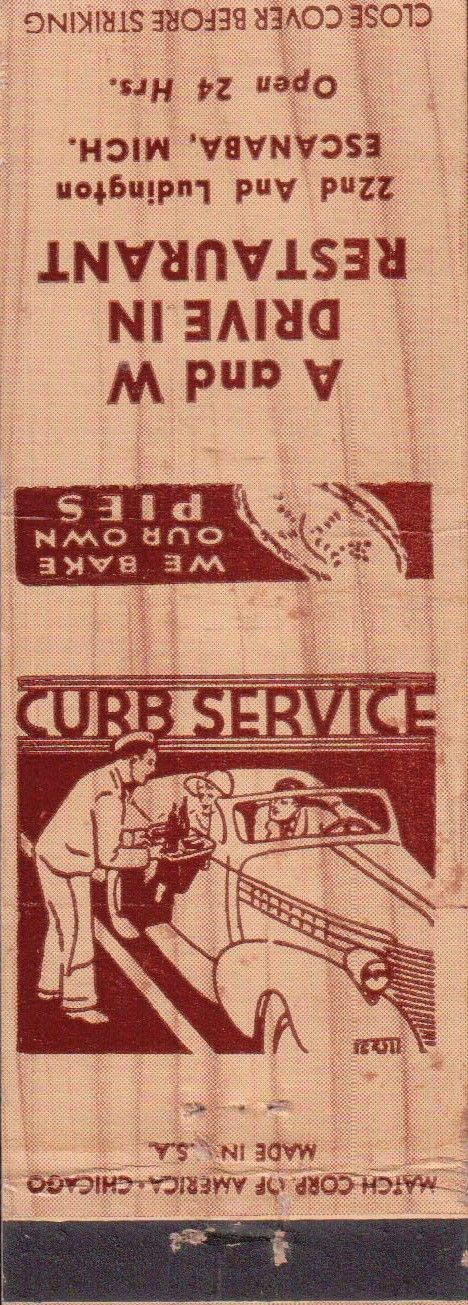 CLOSE COVER BEFORE STRIKING
Open 24 Hrs.
ESCANABA, MICH.
22nd And Ludington
RESTAURANT
DRIVE IN
A and W
WE BAKE
OUR OWN
PIES
CURB SERVICE
MADE IN U.S.A.
MATCH CORP. OF AMERICA - CHICAGO